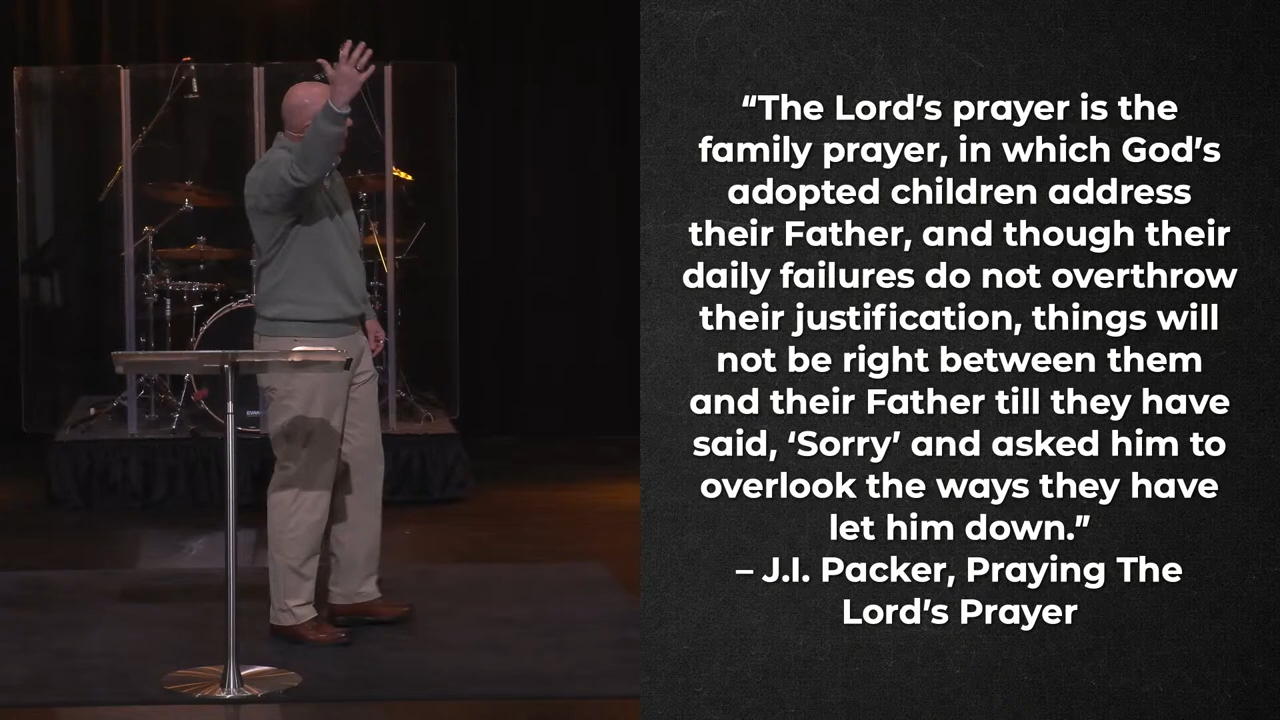 “The Lord’s prayer is the
family prayer, in which God’s
adopted children address
their Father, and though their
daily failures do not overthrow
their justification, things will
not be right between them
and their Father till they have
said, ‘Sorry’ and asked him to
overlook the ways they have
let him down.”
– J.I. Packer, Praying The
Lord’s Prayer
EVANS